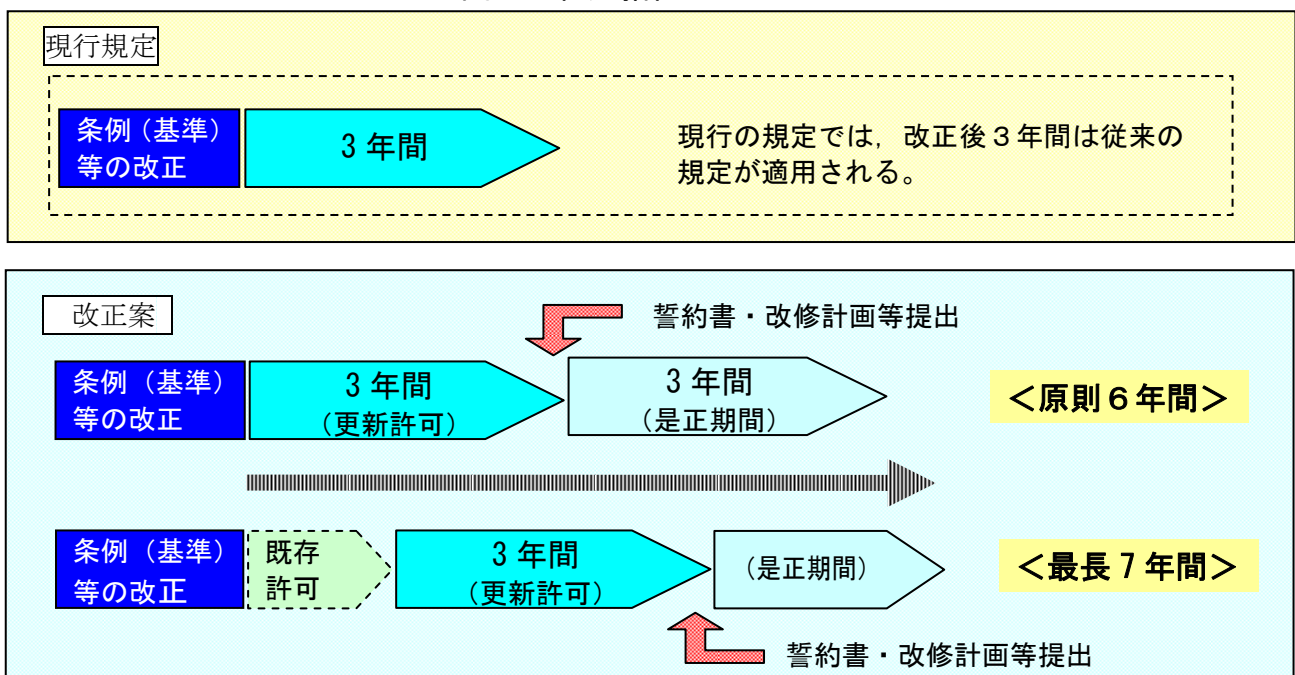 現行規定
条例（基準）
等の改正
３年間
現行の規定では，改正後３年間は従来の
規定が適用される。
改正案
誓約書・改修計画等提出
条例（基準）
等の改正
３年間
（更新許可）
３年間
（是正期間）
＜原則６年間＞
条例（基準）
等の改正
既存
許可
３年間
（更新許可）
（是正期間）
＜最長７年間＞
誓約書・改修計画等提出